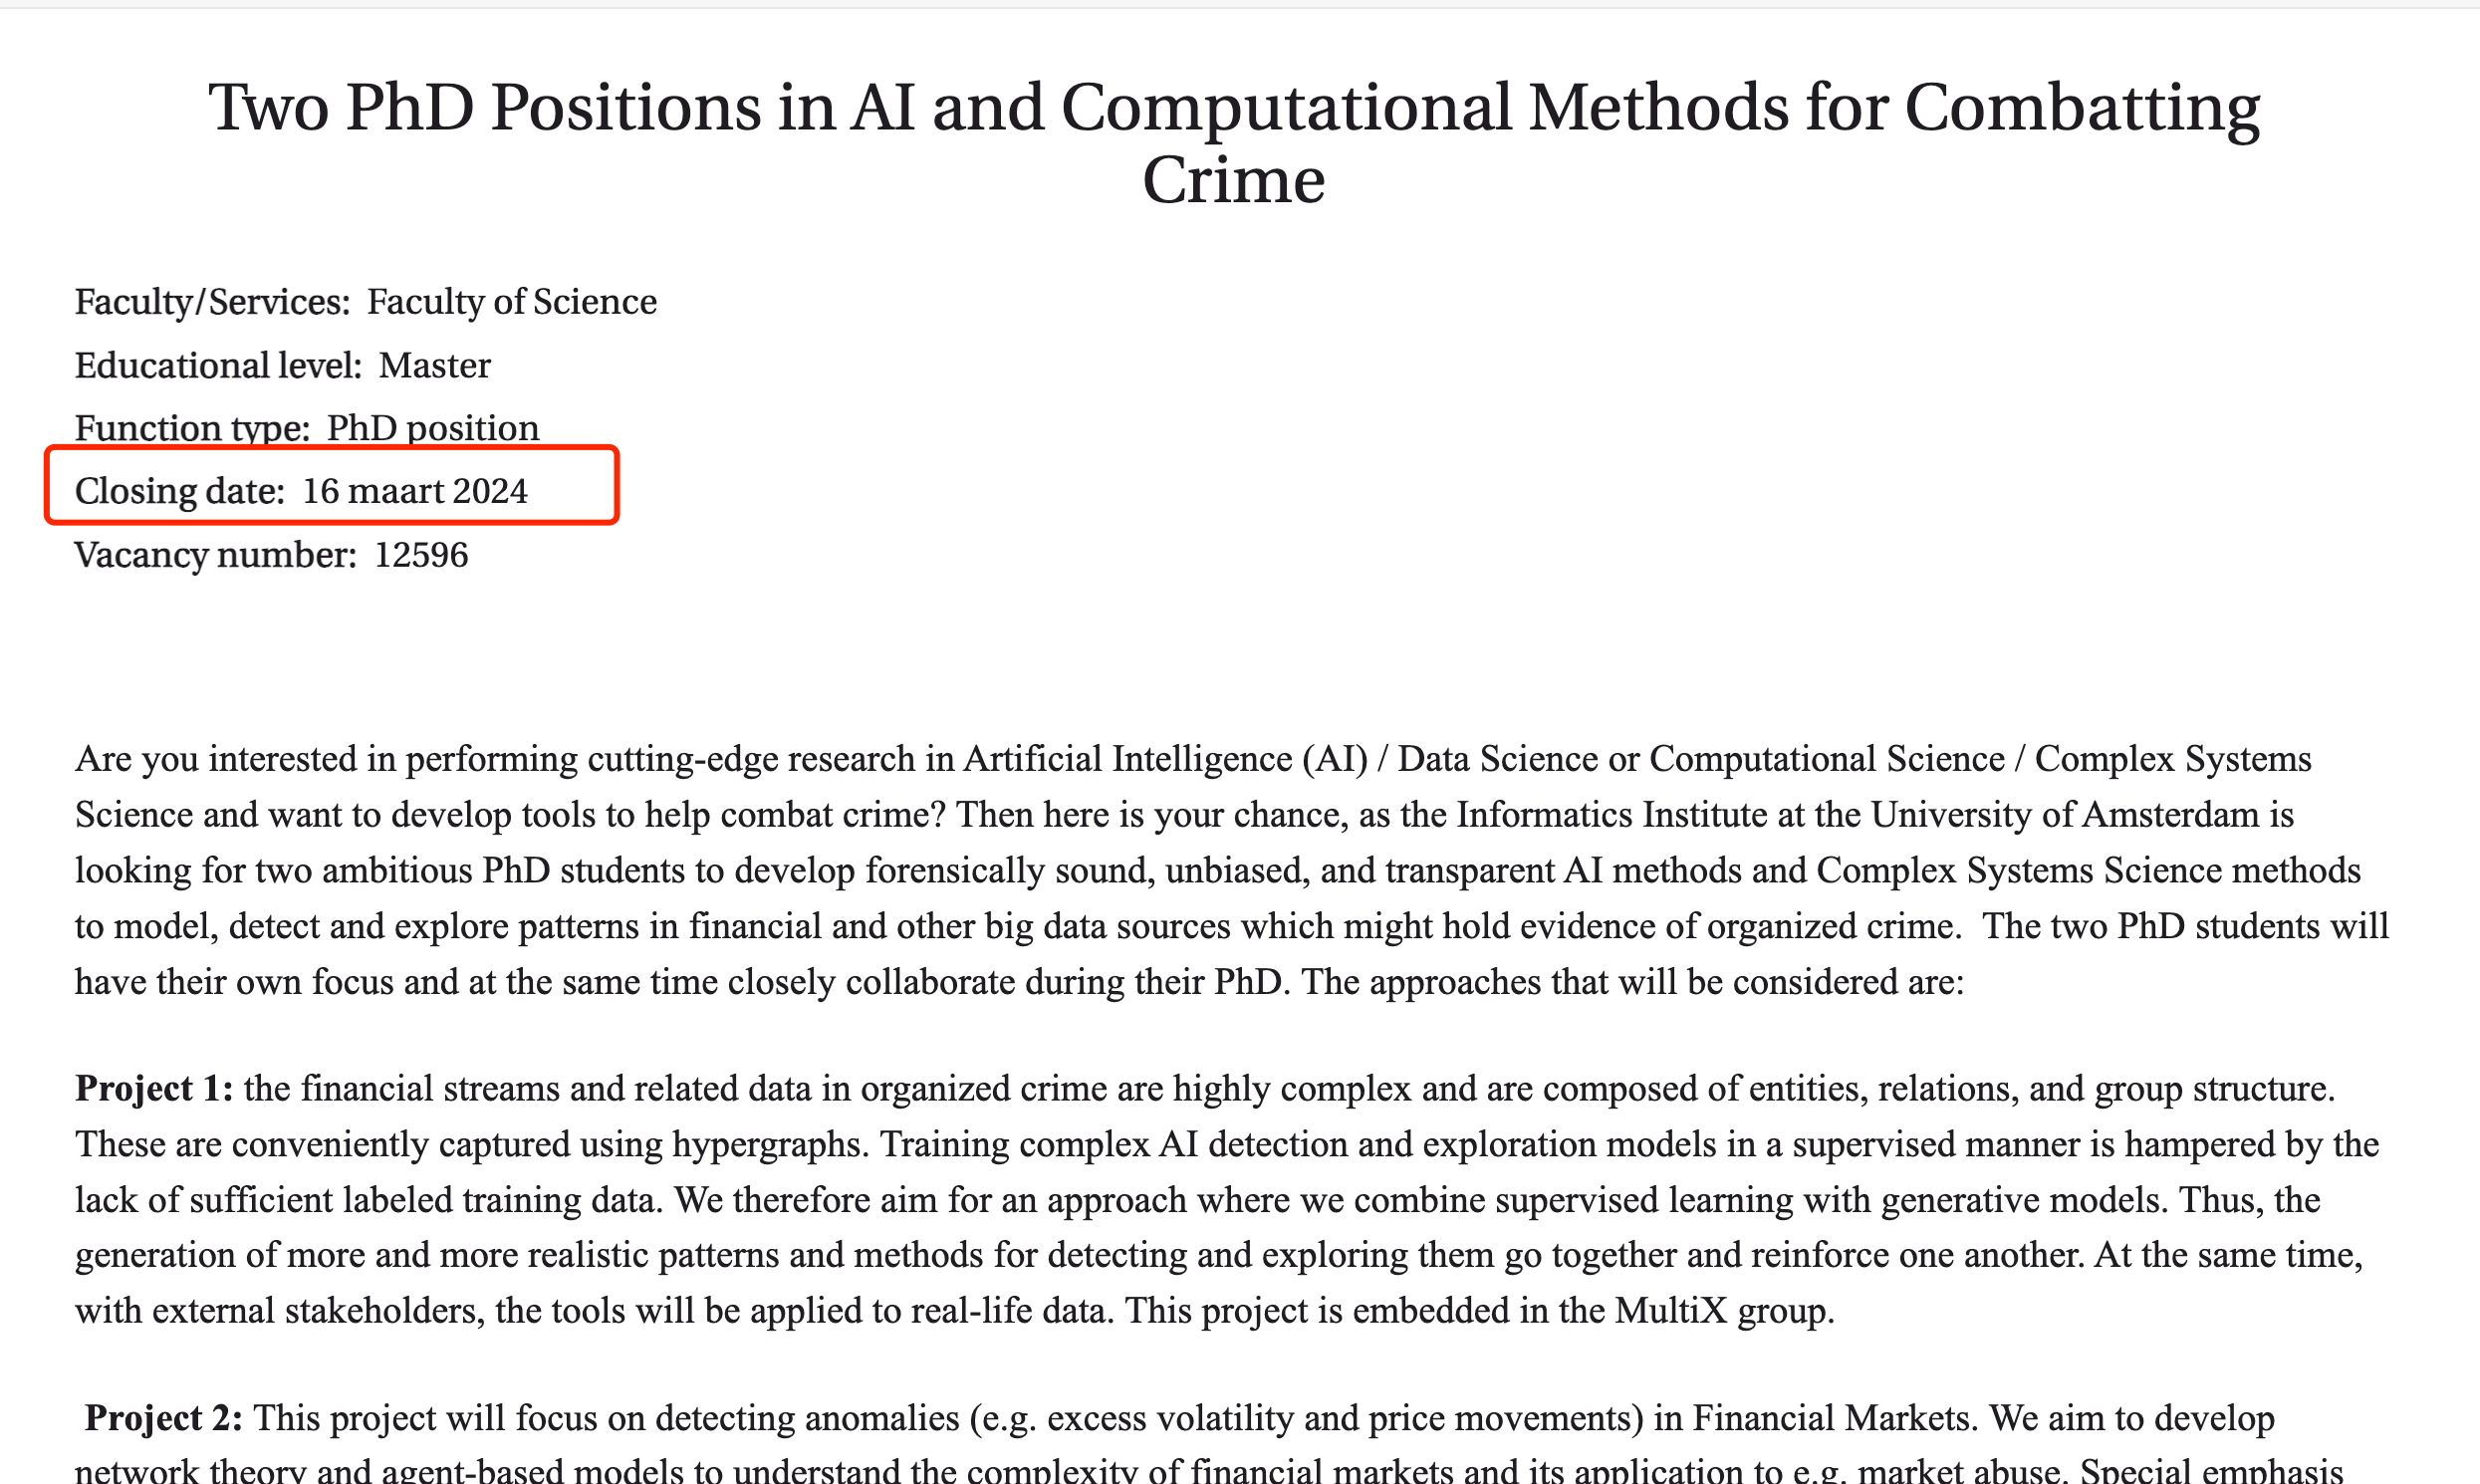 Two PhD Positions in AI and Computational Methods for Combatting
Crime
Faculty/Services: Faculty of Science
Educational level: Master
Function type: PhD position
Closing date: 16 maart 2024
Vacancy number: 12596
Are you interested in performing cutting-edge research in Artificial Intelligence (AI) / Data Science or Computational Science / Complex Systems
Science and want to develop tools to help combat crime? Then here is your chance, as the Informatics Institute at the University of Amsterdam is
looking for two ambitious PhD students to develop forensically sound, unbiased, and transparent AI methods and Complex Systems Science methods
to model, detect and explore patterns in financial and other big data sources which might hold evidence of organized crime. The two PhD students will
have their own focus and at the same time closely collaborate during their PhD. The approaches that will be considered are:
Project 1: the financial streams and related data in organized crime are highly complex and are composed of entities, relations, and group structure.
These are conveniently captured using hypergraphs. Training complex AI detection and exploration models in a supervised manner is hampered by the
lack of sufficient labeled training data. We therefore aim for an approach where we combine supervised learning with generative models. Thus, the
generation of more and more realistic patterns and methods for detecting and exploring them go together and reinforce one another. At the same time,
with external stakeholders, the tools will be applied to real-life data. This project is embedded in the MultiX group.
Project 2: This project will focus on detecting anomalies (e.g. excess volatility and price movements) in Financial Markets. We aim to develop
network theory and agent-based models to understand the complexity of financial markets and its application to e.g. market abuse. Special emphasis